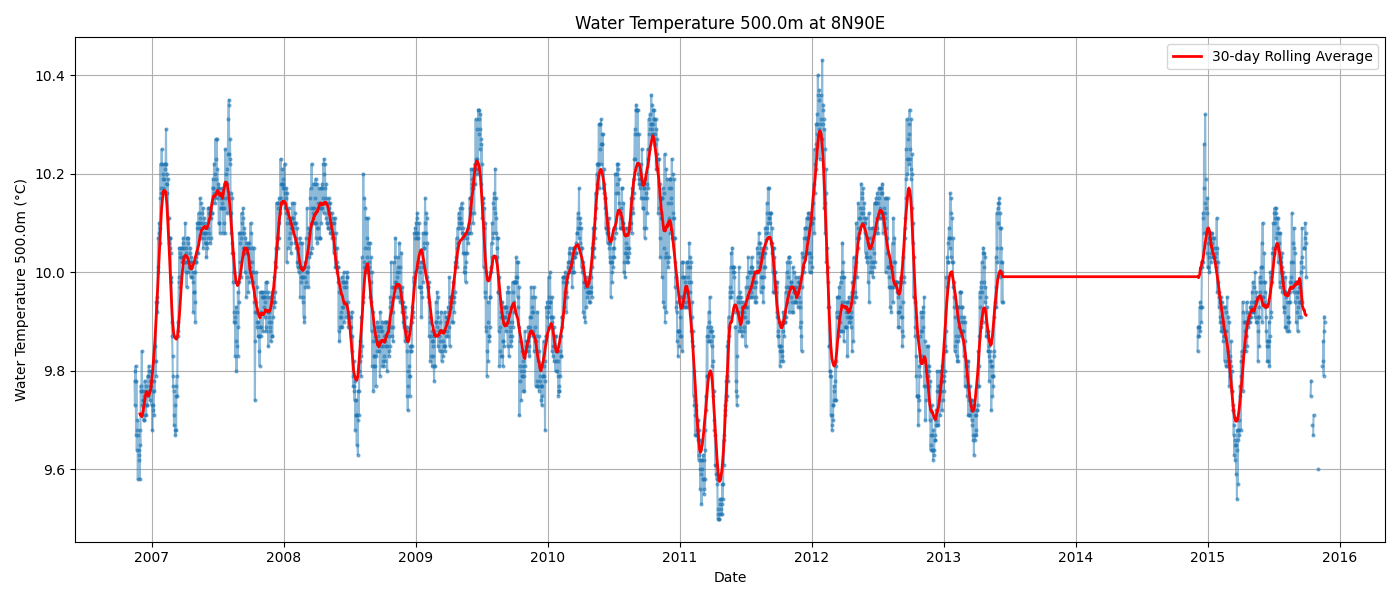 Water Temperature 500.0m at 8N90E
30-day Rolling Average
Water Temperature 500.0m (°C)
10.4
10.2
10.0
9.8
9.6
2007 2008 2009 2010 2011 2012 2013 2014 2015 2016
Date